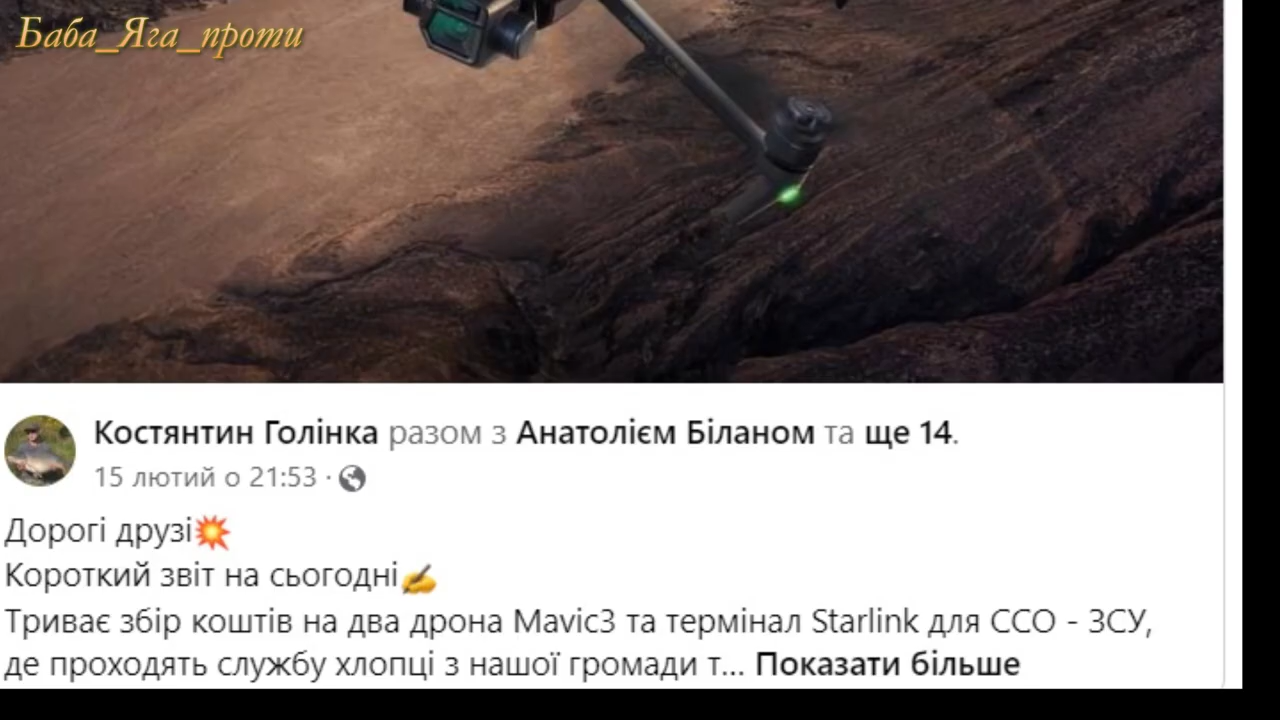 Баба_Яга_проти
Костянтин Голінка разом з Анатолієм Біланом та ще 14.
15 лютий о 21:53 ·
Дорогі друзі💥
Короткий звіт на сьогодні✍️
Триває збір коштів на два дрона Mavic3 та термінал Starlink для ССО - ЗСУ,
де проходять службу хлопці з нашої громади т... Показати більше